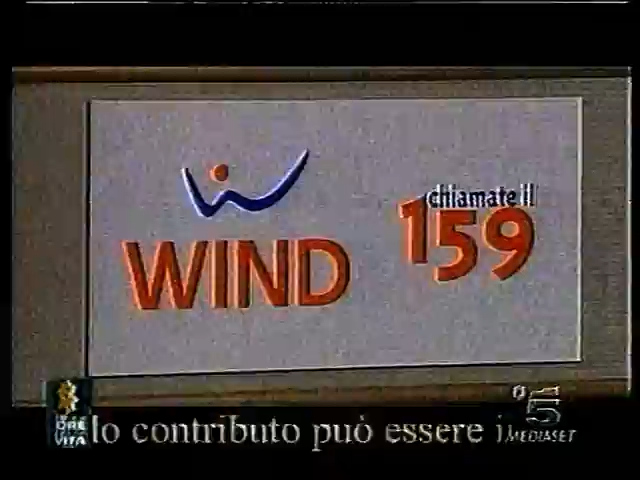 chiamate il
159
WIND
ORE
VITA
lo contributo può essere i
5
MEDIASET